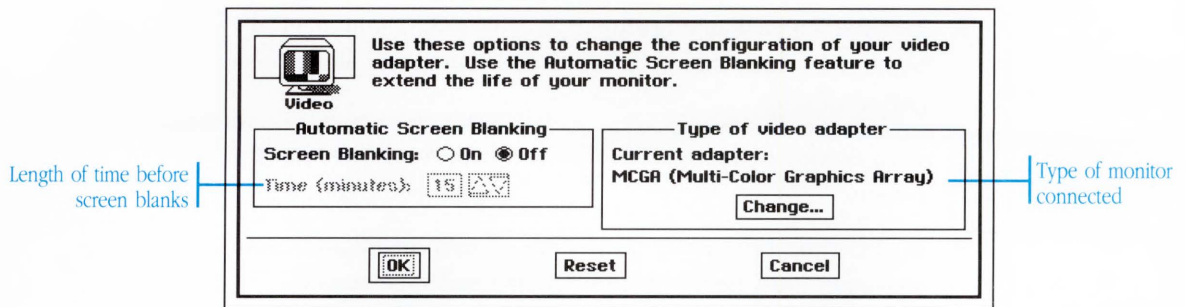 Use these options to change the configuration of your video
adapter. Use the Automatic Screen Blanking feature to
extend the life of your monitor.
Video
Automatic Screen Blanking
Screen Blanking: On Off
Time (minutes): 15
Length of time before
screen blanks
Type of video adapter
Current adapter:
MCGA (Multi-Color Graphics Array)
Change...
Type of monitor
connected
OK Reset Cancel